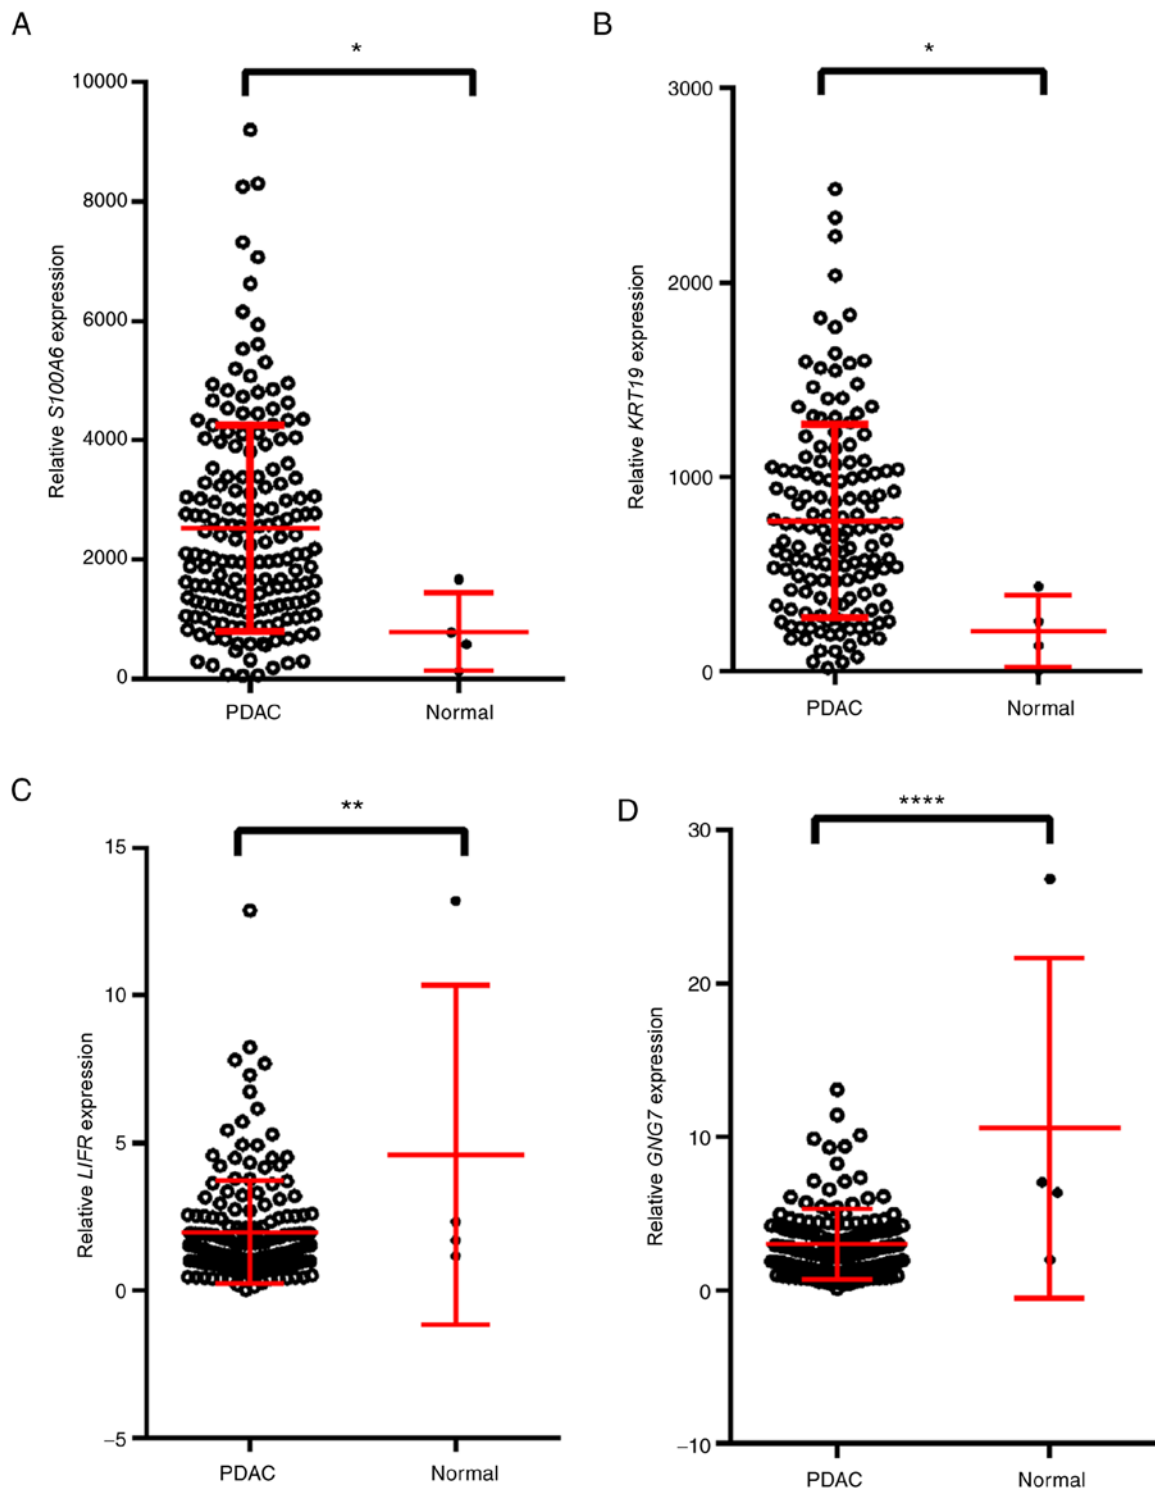 A
*
10000
8000
6000
4000
2000
0
Relative S100A6 expression
PDAC
Normal
B
*
3000
2000
1000
0
Relative KRT19 expression
PDAC
Normal
C
**
15
10
5
0
−5
Relative LIFR expression
PDAC
Normal
D
****
30
20
10
0
−10
Relative GNG7 expression
PDAC
Normal